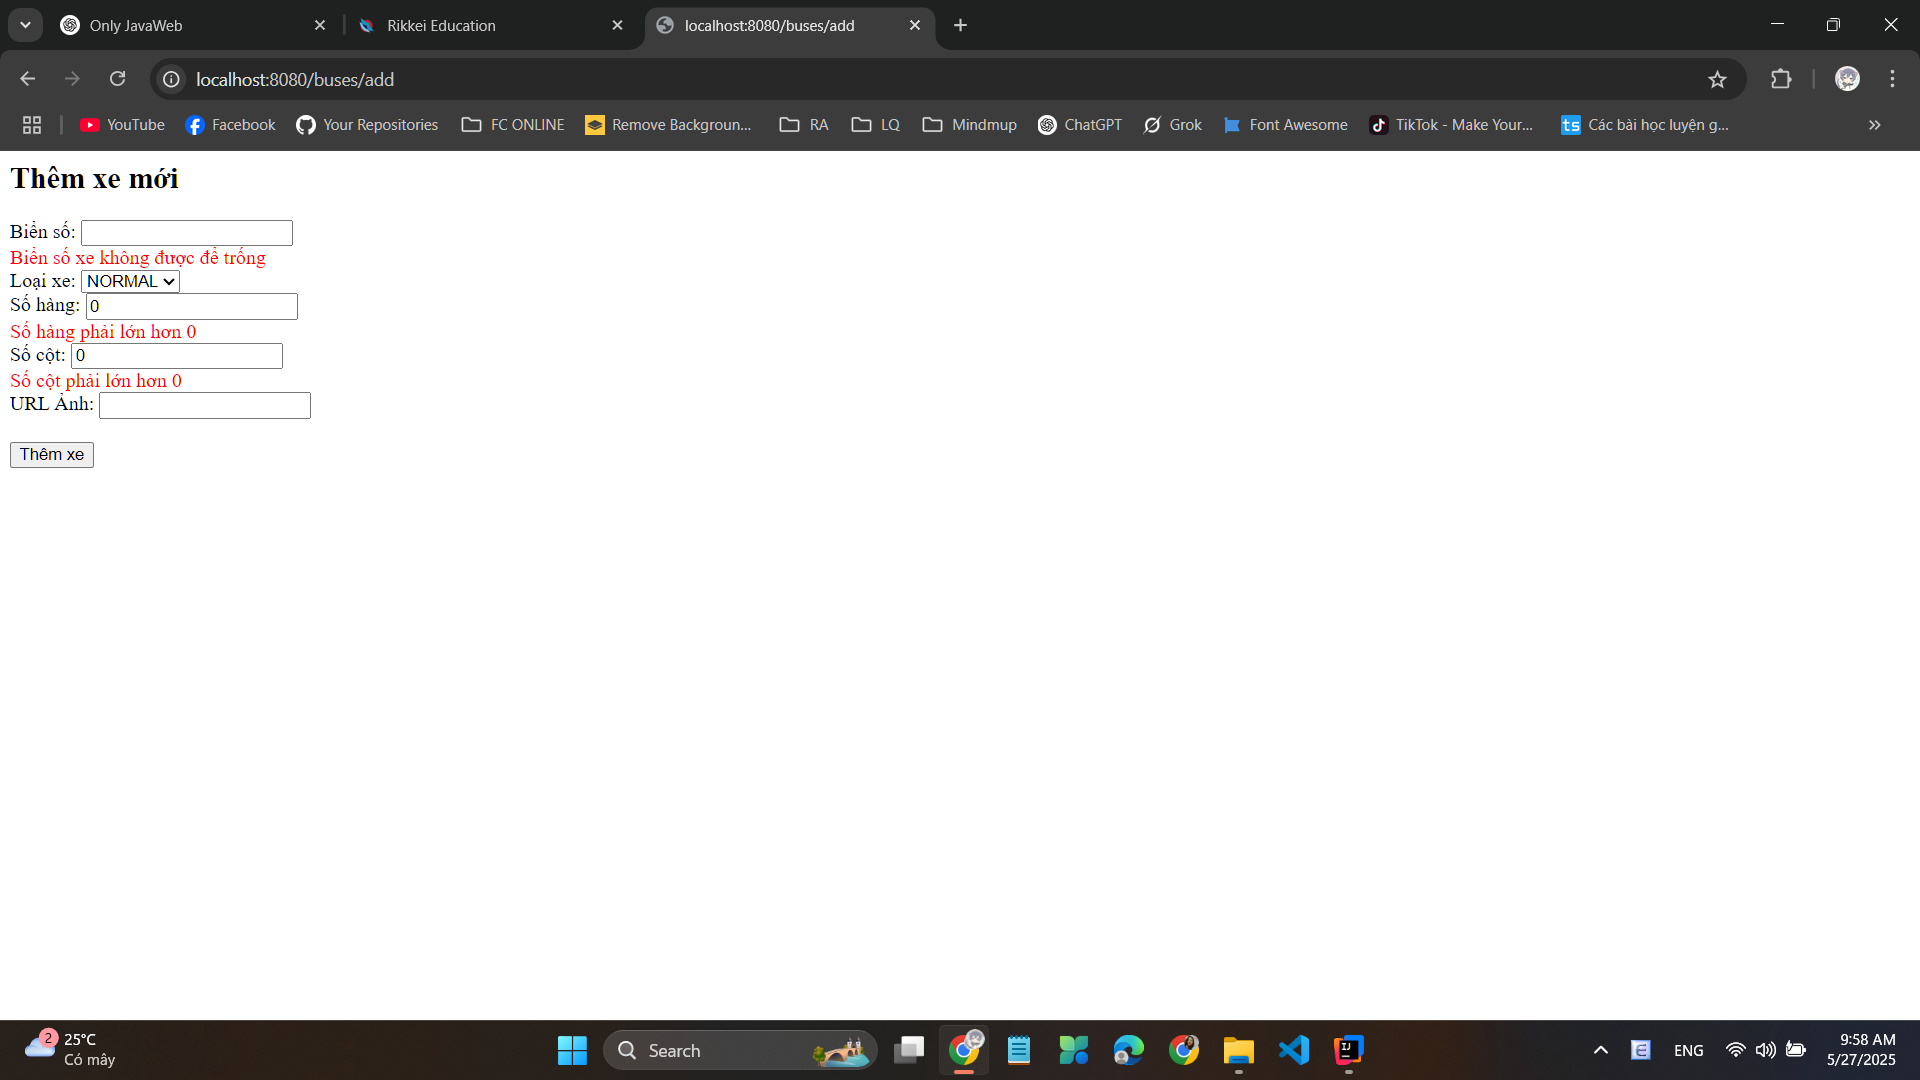 Only JavaWeb
Rikkei Education
localhost:8080/buses/add
localhost:8080/buses/add
YouTube
Facebook
Your Repositories
FC ONLINE
Remove Backgroun...
RA
LQ
Mindmup
ChatGPT
Grok
Font Awesome
TikTok - Make Your...
ts
Các bài học luyện g...
Thêm xe mới
Biển số:
Biển số xe không được để trống
Loại xe: NORMAL
Số hàng: 0
Số hàng phải lớn hơn 0
Số cột: 0
Số cột phải lớn hơn 0
URL Ảnh:
Thêm xe
2
25°C
Có mây
Search
IJ
E
ENG
9:58 AM
5/27/2025